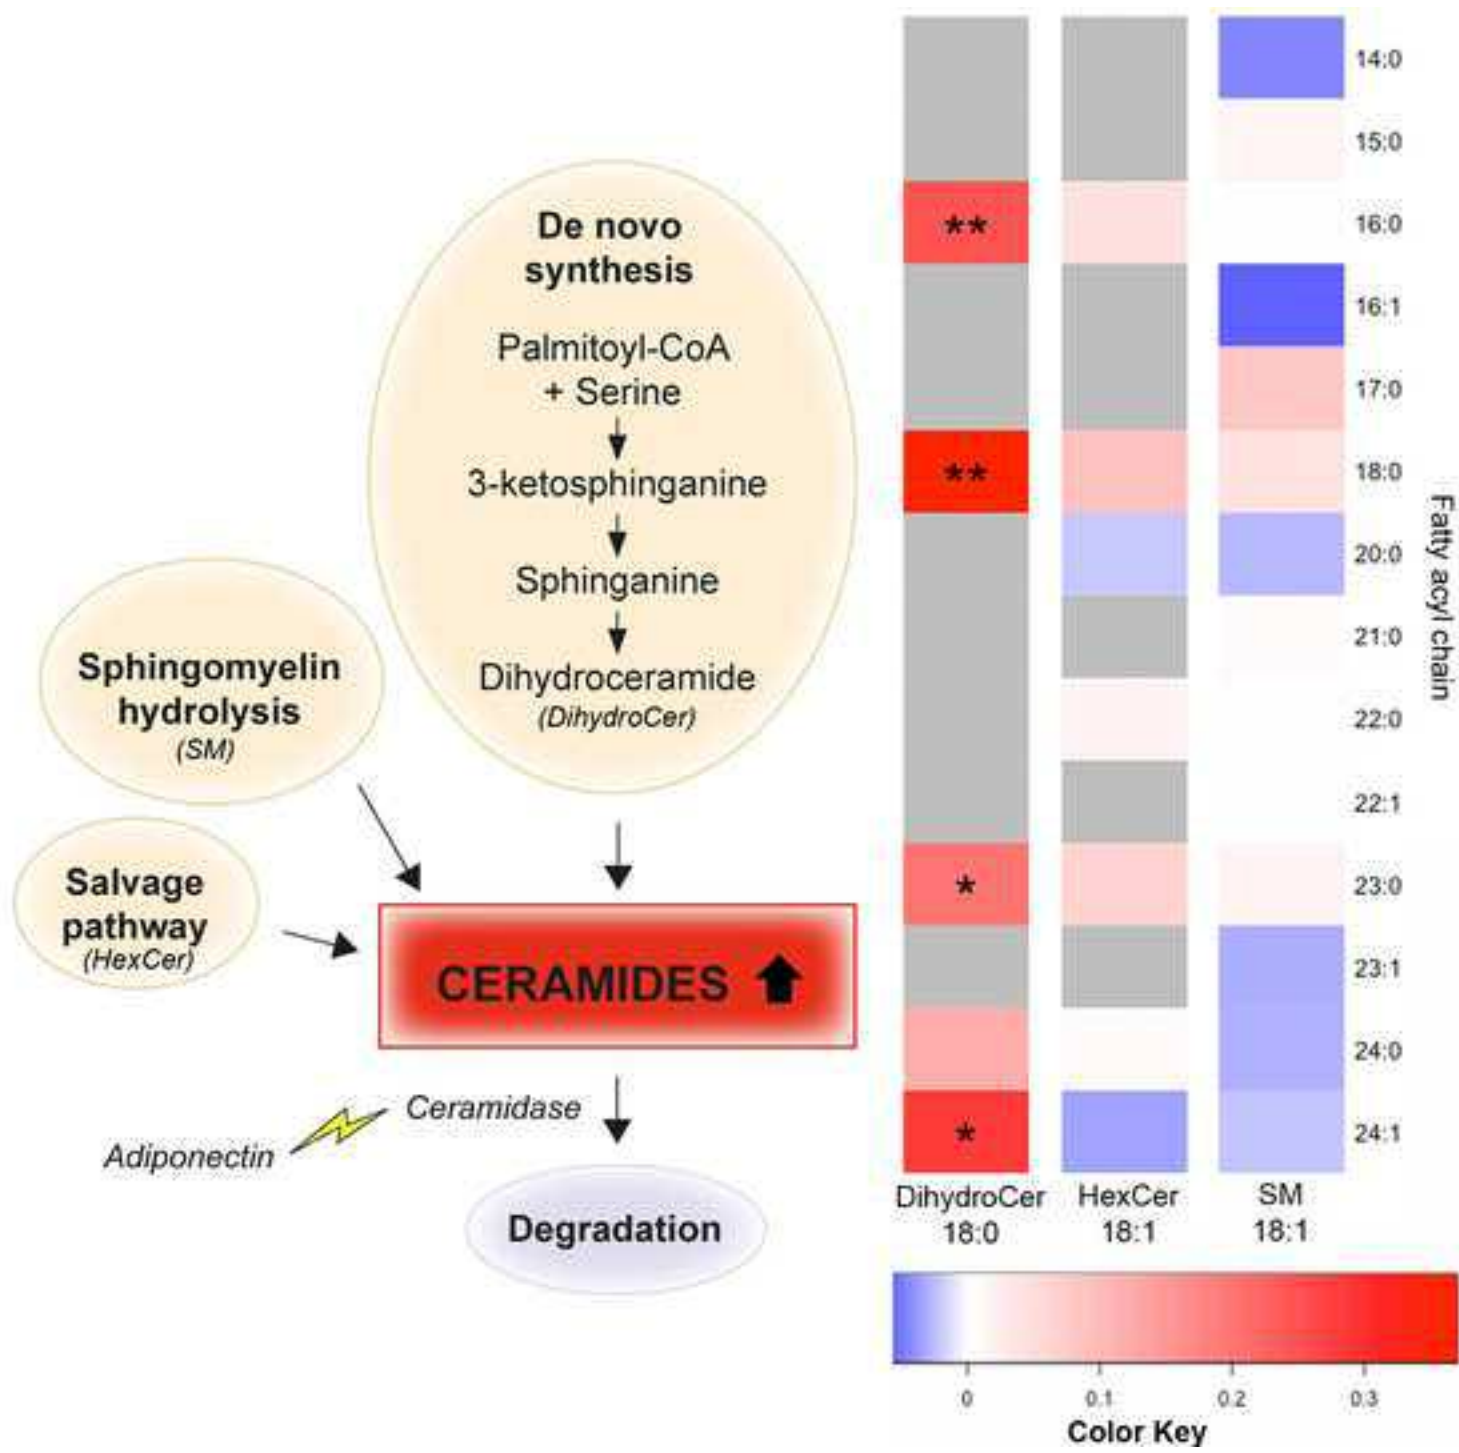 De novo
synthesis
Palmitoyl-CoA
+ Serine
3-ketosphinganine
Sphinganine
Dihydroceramide
(DihydroCer)
Sphingomyelin
hydrolysis
(SM)
Salvage
pathway
(HexCer)
CERAMIDES
Ceramidase
Adiponectin
Degradation
14:0
15:0
**
16:0
16:1
17:0
**
18:0
20:0
21:0
22:0
22:1
*
23:0
23:1
24:0
*
24:1
Fatty acyl chain
DihydroCer
18:0
HexCer
18:1
SM
18:1
0 0.1 0.2 0.3
Color Key